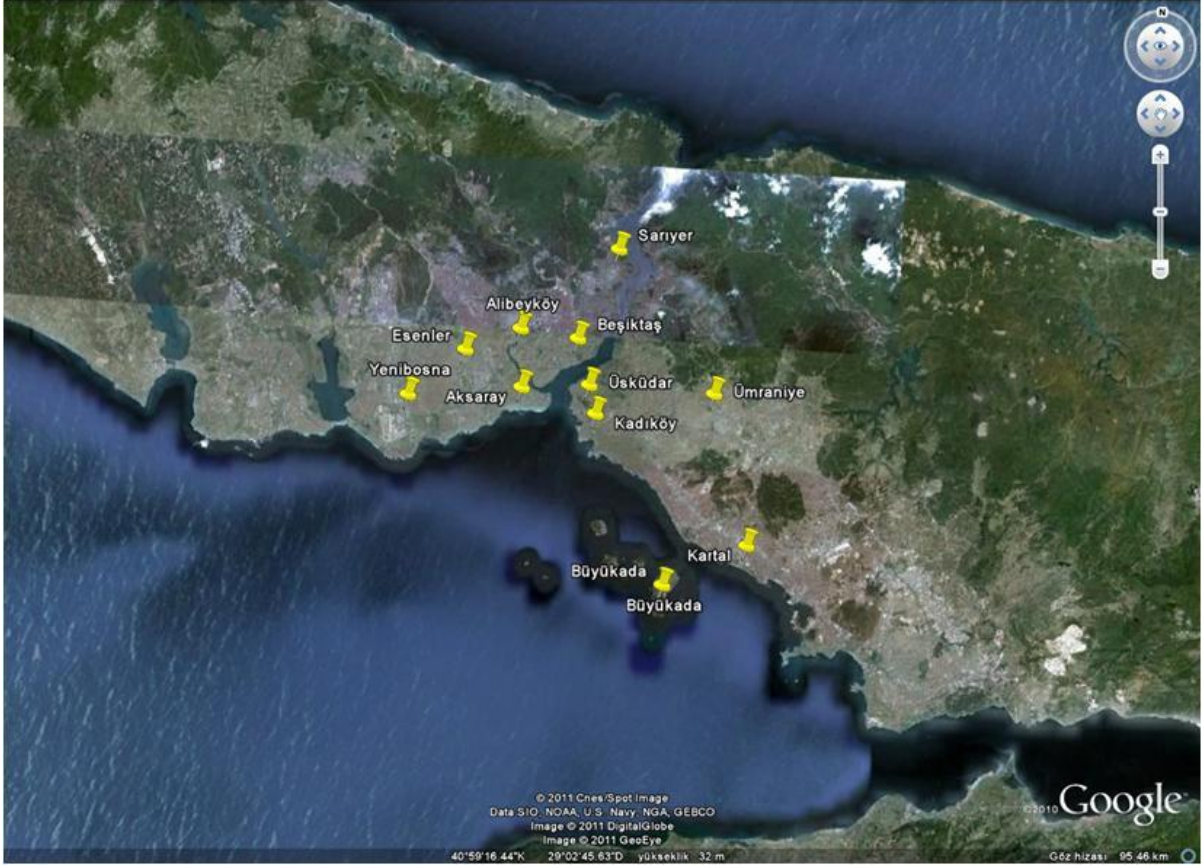 N
Sarıyer
Alibeyköy
Beşiktaş
Esenler
Yenibosna
Aksaray
Üsküdar
Ümraniye
Kadıköy
Kartal
Büyükada
Büyükada
© 2011 Cnes/Spot Image
Data SIO, NOAA, U.S. Navy, NGA, GEBCO
Image © 2011 DigitalGlobe
Image © 2011 GeoEye
©2010 Google
40°59'16.44"K 29°02'45.63"D yükseklik 32 m
Göz hizası 95.46 km